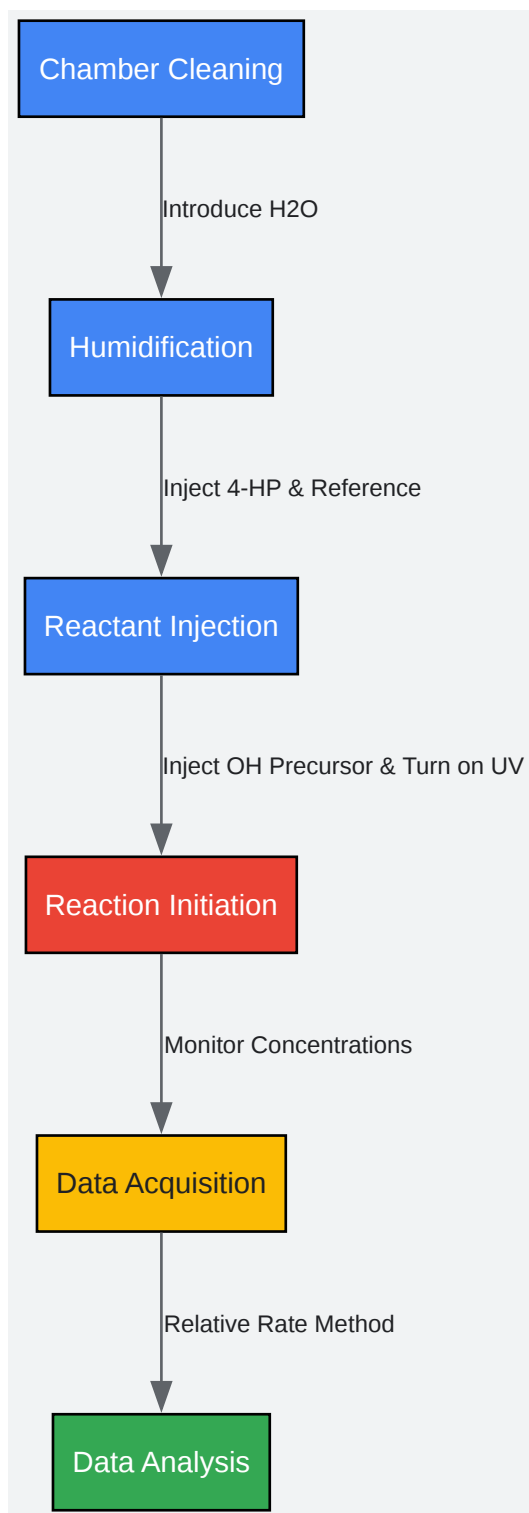 Chamber Cleaning
Introduce H2O
Humidification
Inject 4-HP & Reference
Reactant Injection
Inject OH Precursor & Turn on UV
Reaction Initiation
Monitor Concentrations
Data Acquisition
Relative Rate Method
Data Analysis